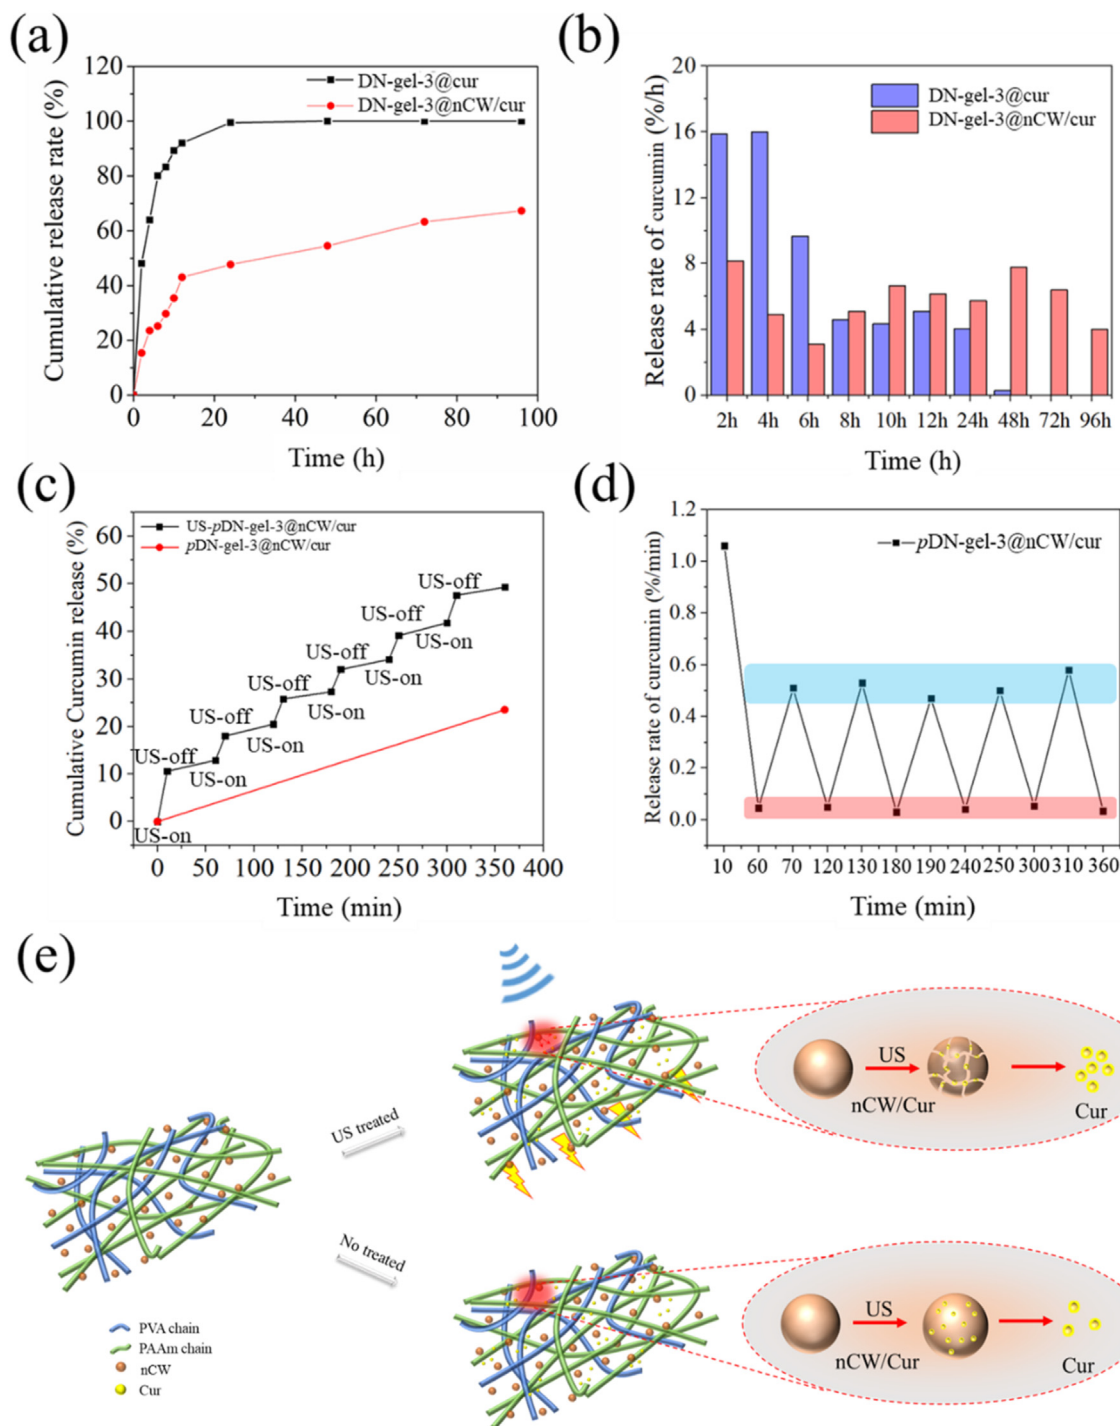 (a)
Cumulative release rate (%)
120
100
80
60
40
20
0
DN-gel-3@cur
DN-gel-3@nCW/cur
0 20 40 60 80 100
Time (h)
(b)
Release rate of curcumin (%/h)
20
16
12
8
4
0
DN-gel-3@cur
DN-gel-3@nCW/cur
2h 4h 6h 8h 10h 12h 24h 48h 72h 96h
Time (h)
(c)
Cumulative Curcumin release (%)
60
50
40
30
20
10
0
US-pDN-gel-3@nCW/cur
pDN-gel-3@nCW/cur
US-off
US-off
US-on
US-off
US-on
US-off
US-on
US-off
US-on
US-off
US-on
US-on
0 50 100 150 200 250 300 350 400
Time (min)
(d)
Release rate of curcumin (%/min)
1.2
1.0
0.8
0.6
0.4
0.2
0.0
pDN-gel-3@nCW/cur
10 60 70 120 130 180 190 240 250 300 310 360
Time (min)
(e)
US treated
No treated
US
nCW/Cur
Cur
US
nCW/Cur
Cur
PVA chain
PAAm chain
nCW
Cur